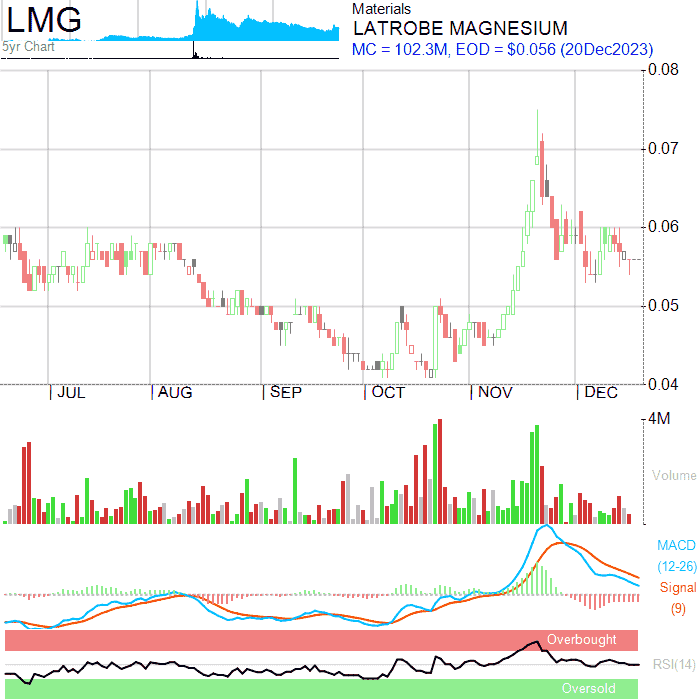 LMG
5yr Chart
Materials
LATROBE MAGNESIUM
MC = 102.3M, EOD = $0.056 (20Dec2023)
0.08
0.07
0.06
0.05
0.04
JUL AUG SEP OCT NOV DEC
4M
Volume
MACD
(12-26)
Signal
(9)
Overbought
RSI(14)
Oversold